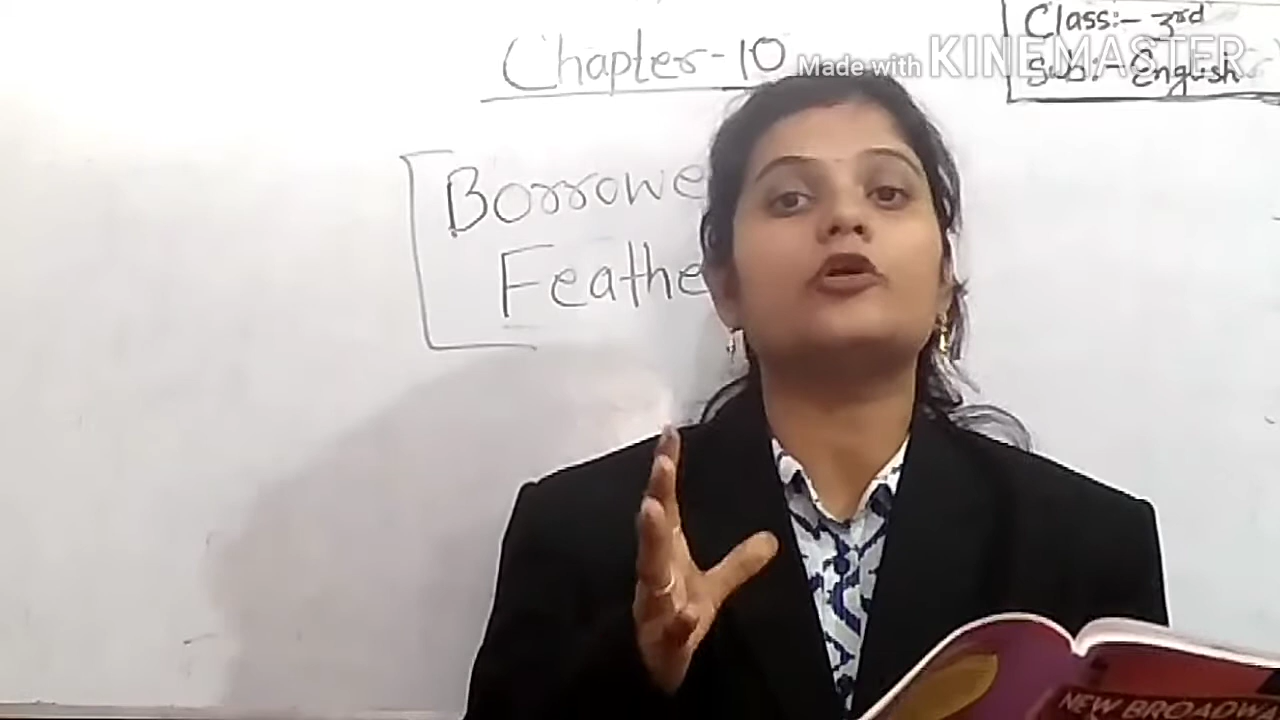 Chapter-10
Made with KINEMASTER
Class:- 3rd
Sub:- English
Borrowe
Feathe
NEW BROADWA